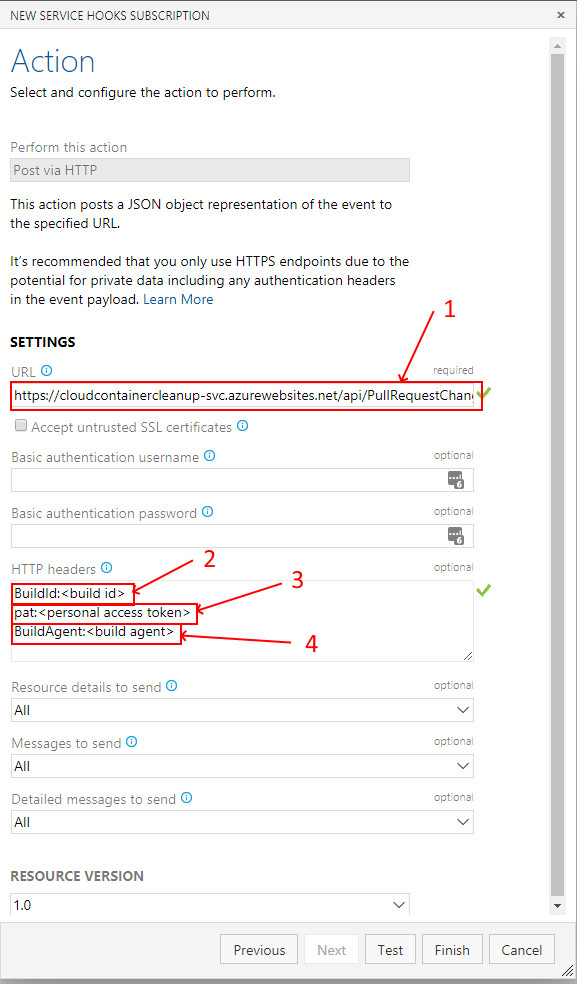 NEW SERVICE HOOKS SUBSCRIPTION
Action
Select and configure the action to perform.
Perform this action
Post via HTTP
This action posts a JSON object representation of the event to
the specified URL.
It's recommended that you only use HTTPS endpoints due to the
potential for private data including any authentication headers
in the event payload. Learn More
1
SETTINGS
URL required
https://cloudcontainercleanup-svc.azurewebsites.net/api/PullRequestChan
Accept untrusted SSL certificates
Basic authentication username optional
6
Basic authentication password optional
6
HTTP headers optional
2
BuildId:<build id>
3
pat:<personal access token>
BuildAgent:<build agent>
4
Resource details to send optional
All
Messages to send optional
All
Detailed messages to send optional
All
RESOURCE VERSION
1.0
Previous Next Test Finish Cancel